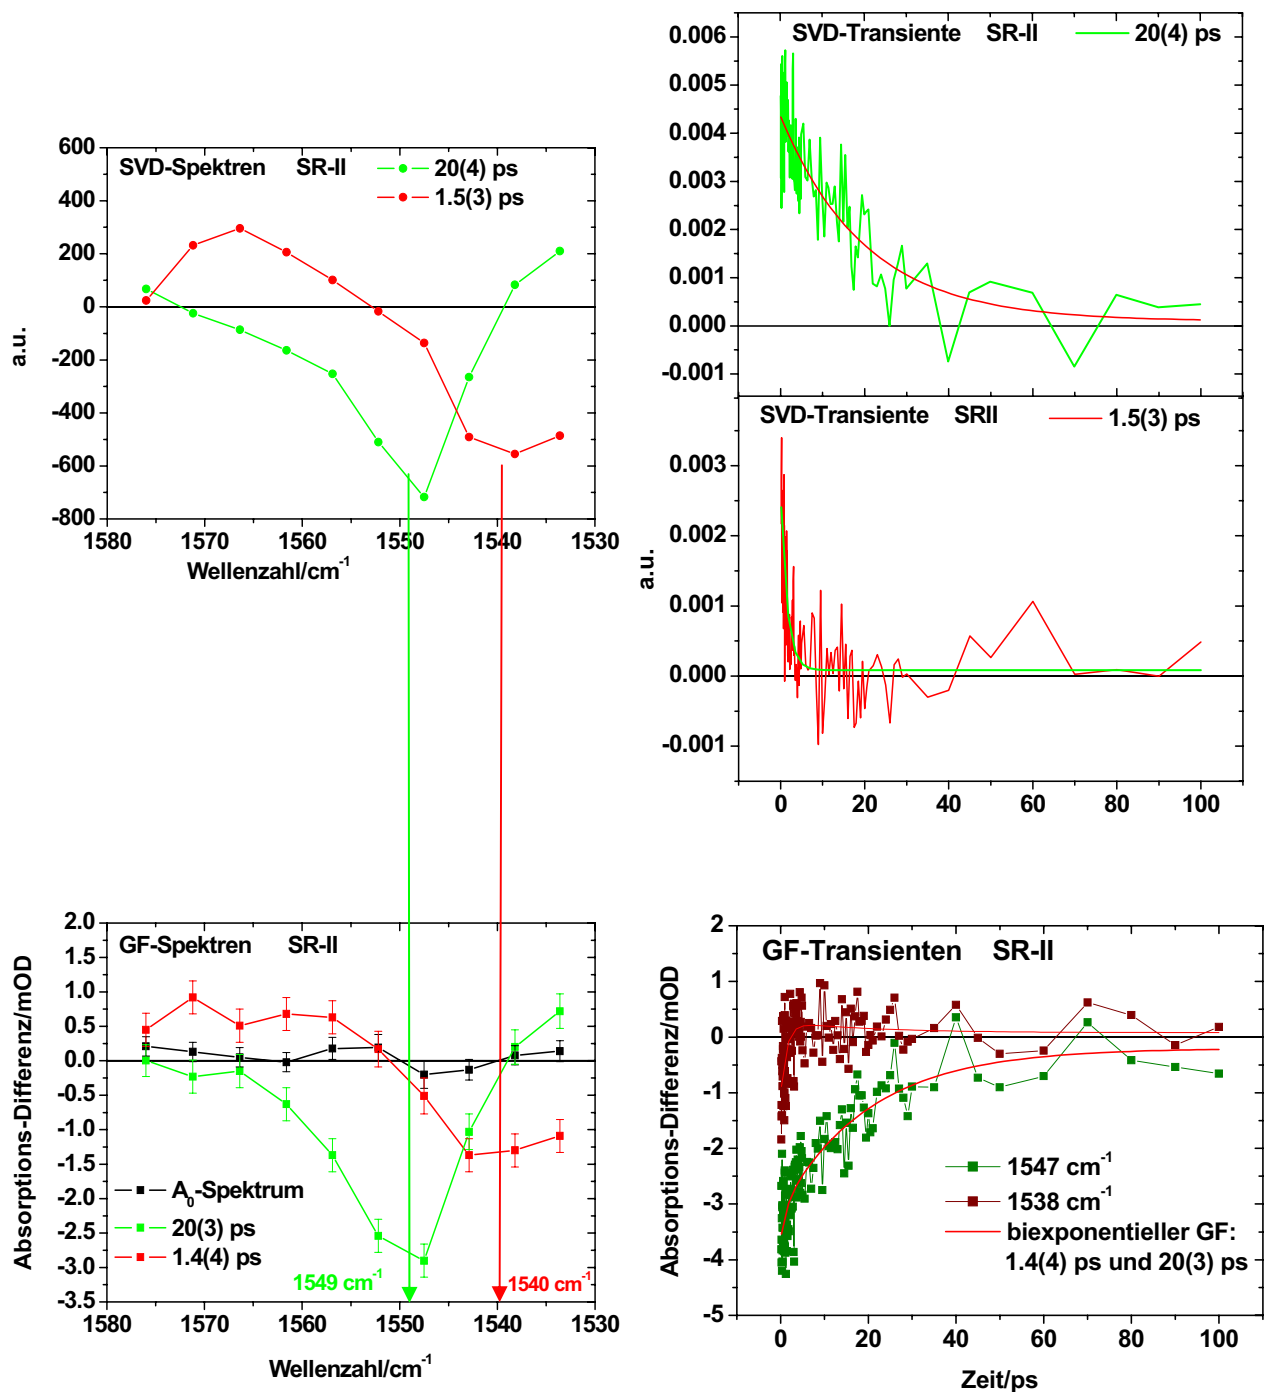 SVD-Spektren SR-II
20(4) ps
1.5(3) ps
600
400
200
0
-200
-400
-600
-800
a.u.
1580 1570 1560 1550 1540 1530
Wellenzahl/cm⁻¹
SVD-Transiente SR-II 20(4) ps
0.006
0.005
0.004
0.003
0.002
0.001
0.000
-0.001
SVD-Transiente SRII 1.5(3) ps
0.003
0.002
0.001
0.000
-0.001
a.u.
0 20 40 60 80 100
GF-Spektren SR-II
2.0
1.5
1.0
0.5
0.0
-0.5
-1.0
-1.5
-2.0
-2.5
-3.0
-3.5
Absorptions-Differenz/mOD
A₀-Spektrum
20(3) ps
1.4(4) ps
1549 cm⁻¹
1540 cm⁻¹
1580 1570 1560 1550 1540 1530
Wellenzahl/cm⁻¹
GF-Transienten SR-II
2
1
0
-1
-2
-3
-4
-5
Absorptions-Differenz/mOD
1547 cm⁻¹
1538 cm⁻¹
biexponentieller GF:
1.4(4) ps und 20(3) ps
0 20 40 60 80 100
Zeit/ps